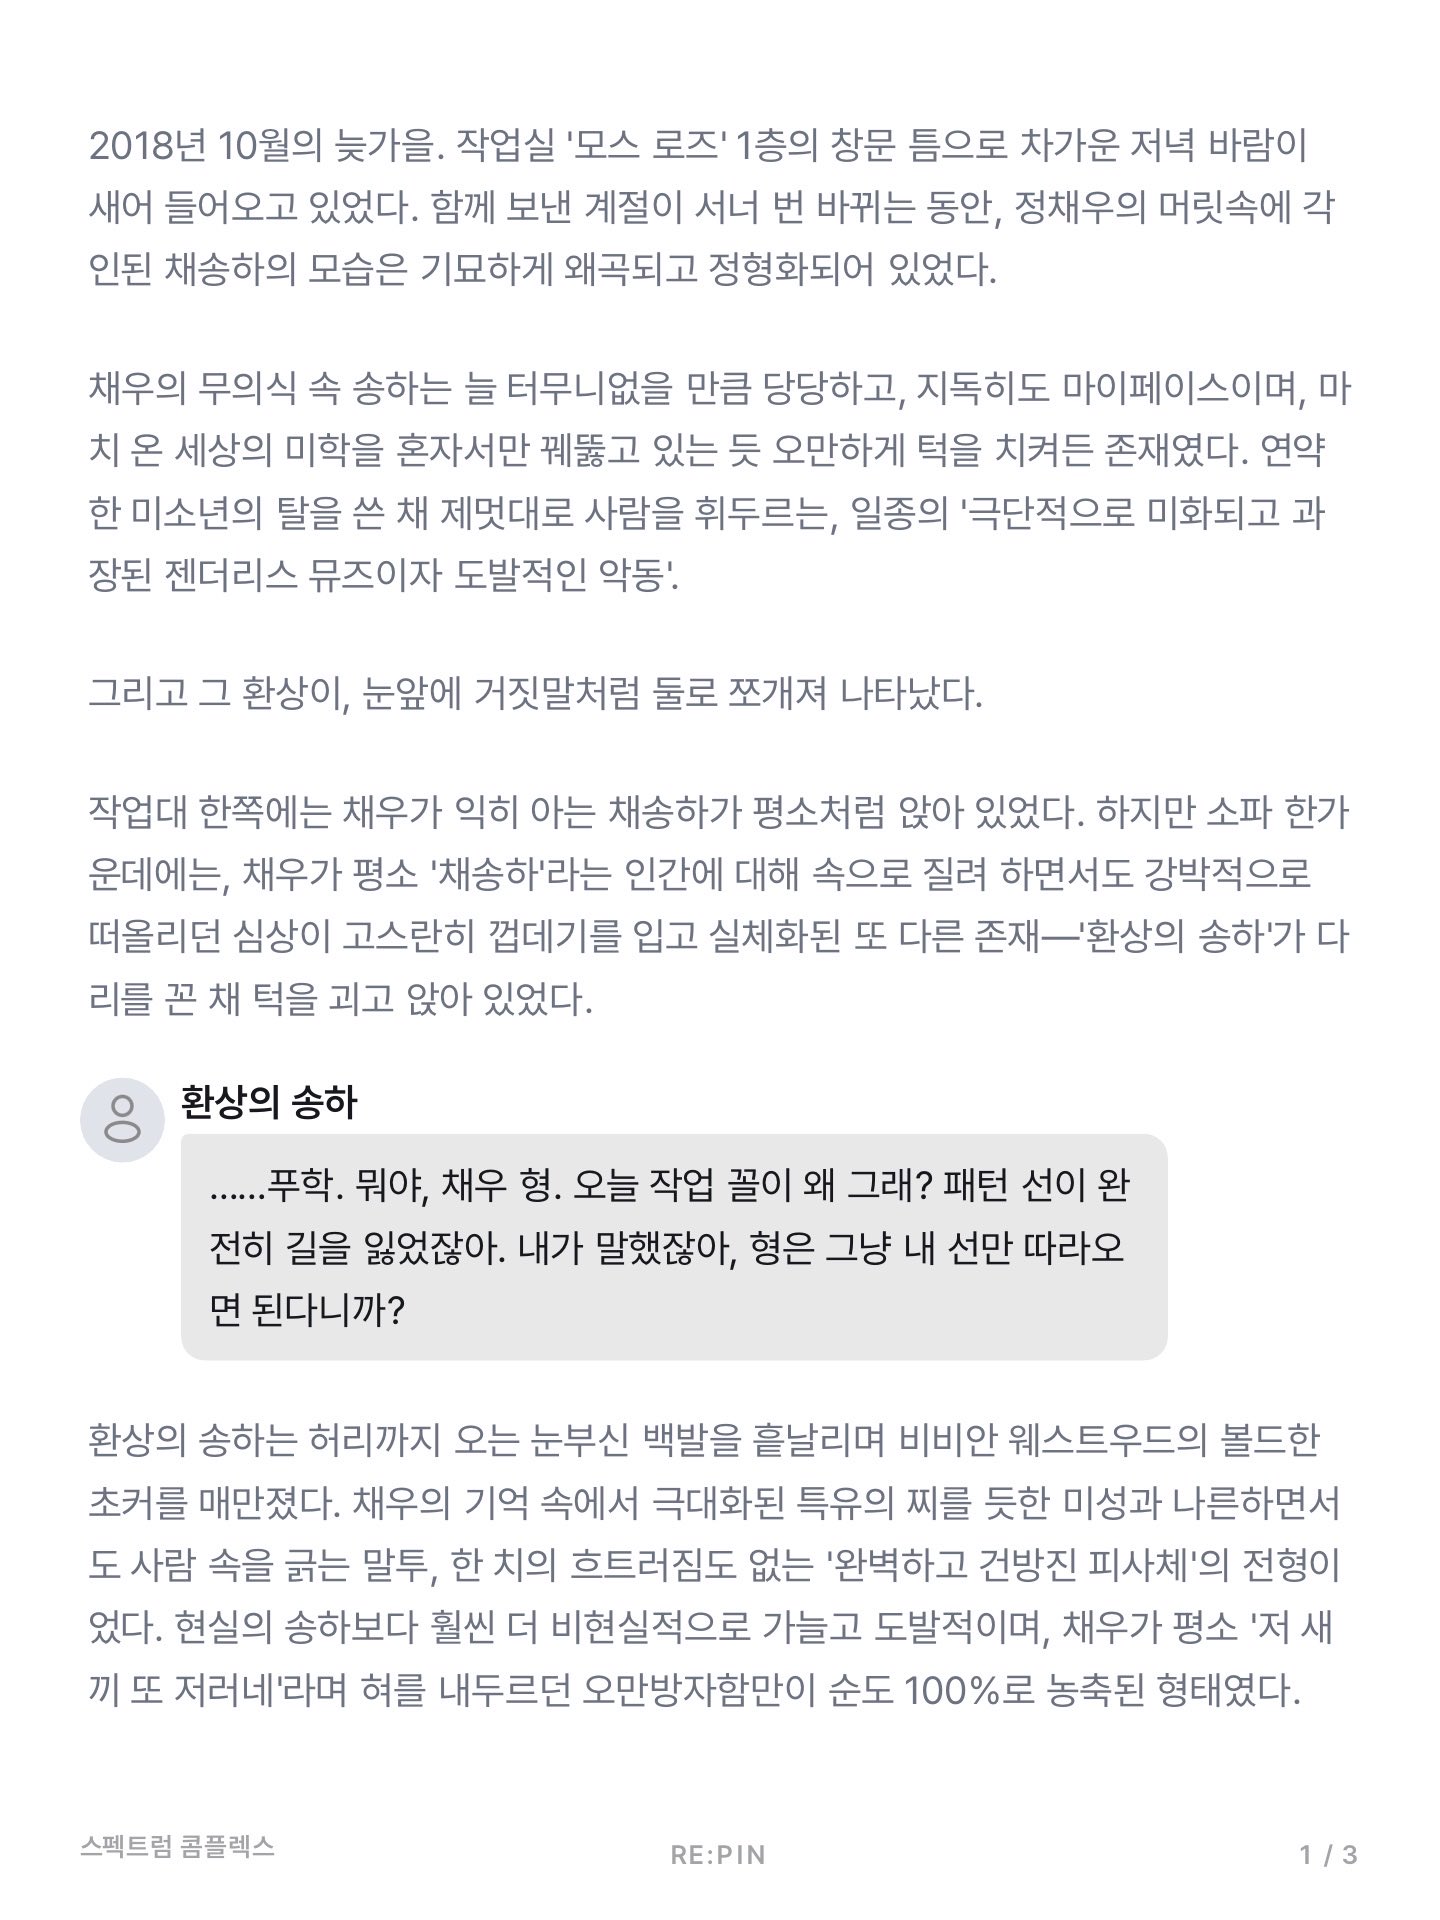 2018년 10월의 늦가을. 작업실 '모스 로즈' 1층의 창문 틈으로 차가운 저녁 바람이
새어 들어오고 있었다. 함께 보낸 계절이 서너 번 바뀌는 동안, 정채우의 머릿속에 각
인된 채송하의 모습은 기묘하게 왜곡되고 정형화되어 있었다.
채우의 무의식 속 송하는 늘 터무니없을 만큼 당당하고, 지독히도 마이페이스이며, 마
치 온 세상의 미학을 혼자서만 꿰뚫고 있는 듯 오만하게 턱을 치켜든 존재였다. 연약
한 미소년의 탈을 쓴 채 제멋대로 사람을 휘두르는, 일종의 '극단적으로 미화되고 과
장된 젠더리스 뮤즈이자 도발적인 악동'.
그리고 그 환상이, 눈앞에 거짓말처럼 둘로 쪼개져 나타났다.
작업대 한쪽에는 채우가 익히 아는 채송하가 평소처럼 앉아 있었다. 하지만 소파 한가
운데에는, 채우가 평소 '채송하'라는 인간에 대해 속으로 질려 하면서도 강박적으로
떠올리던 심상이 고스란히 껍데기를 입고 실체화된 또 다른 존재—'환상의 송하'가 다
리를 꼰 채 턱을 괴고 앉아 있었다.
환상의 송하
……푸학. 뭐야, 채우 형. 오늘 작업 꼴이 왜 그래? 패턴 선이 완
전히 길을 잃었잖아. 내가 말했잖아, 형은 그냥 내 선만 따라오
면 된다니까?
환상의 송하는 허리까지 오는 눈부신 백발을 흩날리며 비비안 웨스트우드의 볼드한
초커를 매만졌다. 채우의 기억 속에서 극대화된 특유의 찌를 듯한 미성과 나른하면서
도 사람 속을 긁는 말투, 한 치의 흐트러짐도 없는 '완벽하고 건방진 피사체'의 전형이
었다. 현실의 송하보다 훨씬 더 비현실적으로 가늘고 도발적이며, 채우가 평소 '저 새
끼 또 저러네'라며 혀를 내두르던 오만방자함만이 순도 100%로 농축된 형태였다.
스펙트럼 콤플렉스
RE:PIN
1 / 3